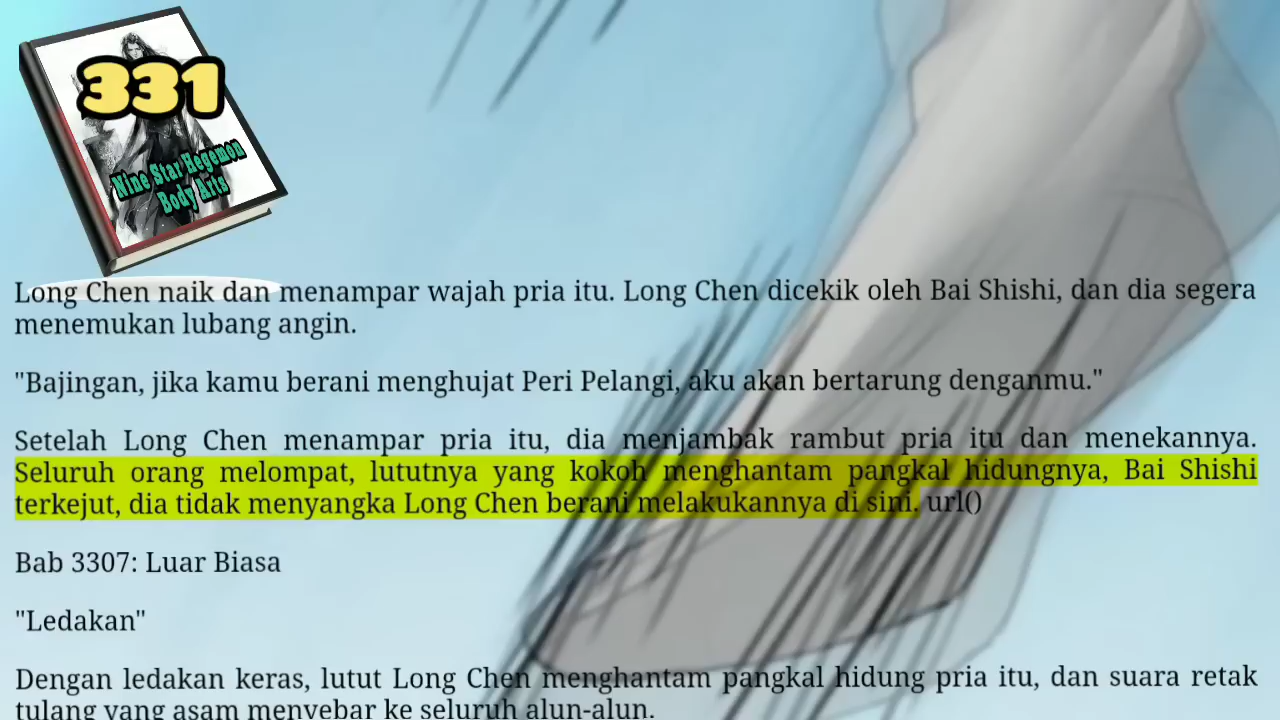 331
Nine Star Hegemon
Body Arts
Long Chen naik dan menampar wajah pria itu. Long Chen dicekik oleh Bai Shishi, dan dia segera
menemukan lubang angin.
"Bajingan, jika kamu berani menghujat Peri Pelangi, aku akan bertarung denganmu."
Setelah Long Chen menampar pria itu, dia menjambak rambut pria itu dan menekannya.
Seluruh orang melompat, lututnya yang kokoh menghantam pangkal hidungnya, Bai Shishi
terkejut, dia tidak menyangka Long Chen berani melakukannya di sini. url()
Bab 3307: Luar Biasa
"Ledakan"
Dengan ledakan keras, lutut Long Chen menghantam pangkal hidung pria itu, dan suara retak
tulang yang asam menyebar ke seluruh alun-alun.